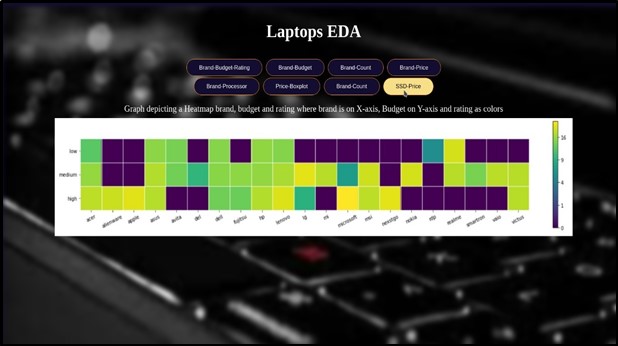 Laptops EDA
Brand-Budget-Rating Brand-Budget Brand-Count Brand-Price
Brand-Processor Price-Boxplot Brand-Count SSD-Price
Graph depicting a Heatmap brand, budget and rating where brand is on X-axis, Budget on Y-axis and rating as colors
low
medium
high
acer alienware apple asus avita dell fujitsu hp lenovo lg mi microsoft msi nexstgo nokia realme smartron vaio
16
9
4
1
0